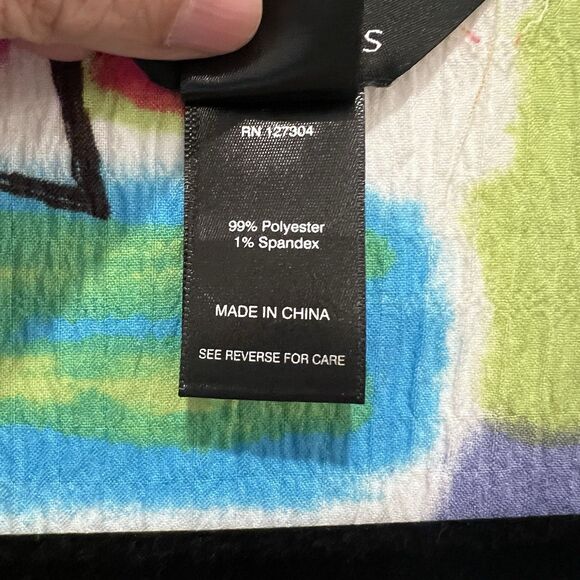 S
RN 127304
99% Polyester
1% Spandex
MADE IN CHINA
SEE REVERSE FOR CARE